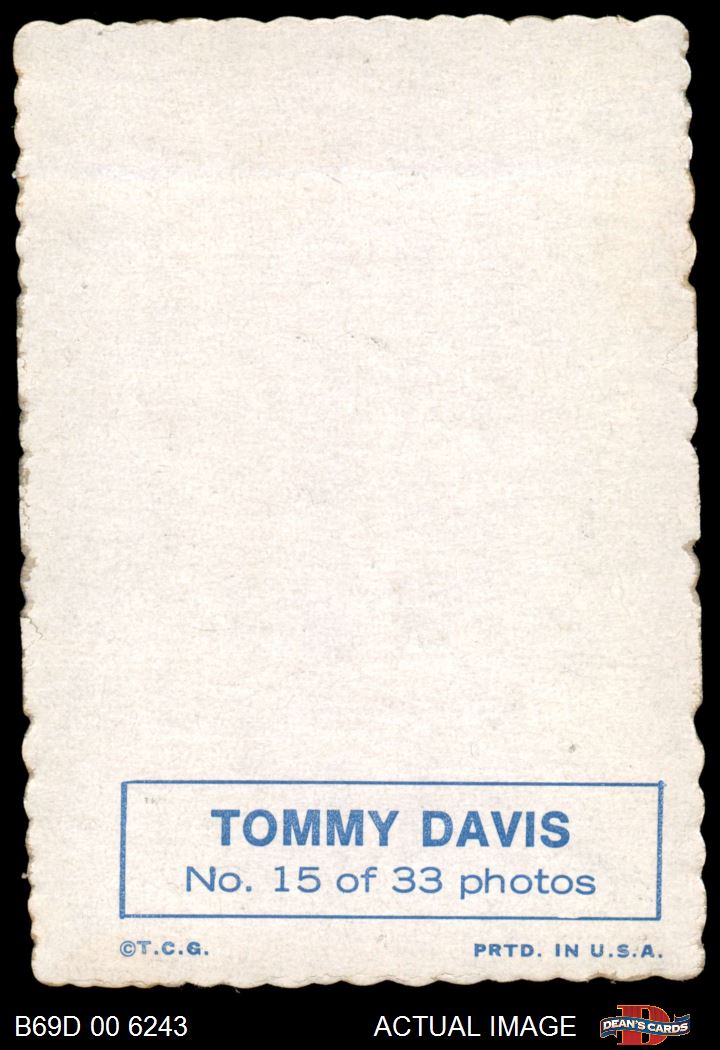 TOMMY DAVIS
No. 15 of 33 photos
©T.C.G. PRTD. IN U.S.A.
B69D 00 6243 ACTUAL IMAGE DEAN'S CARDS